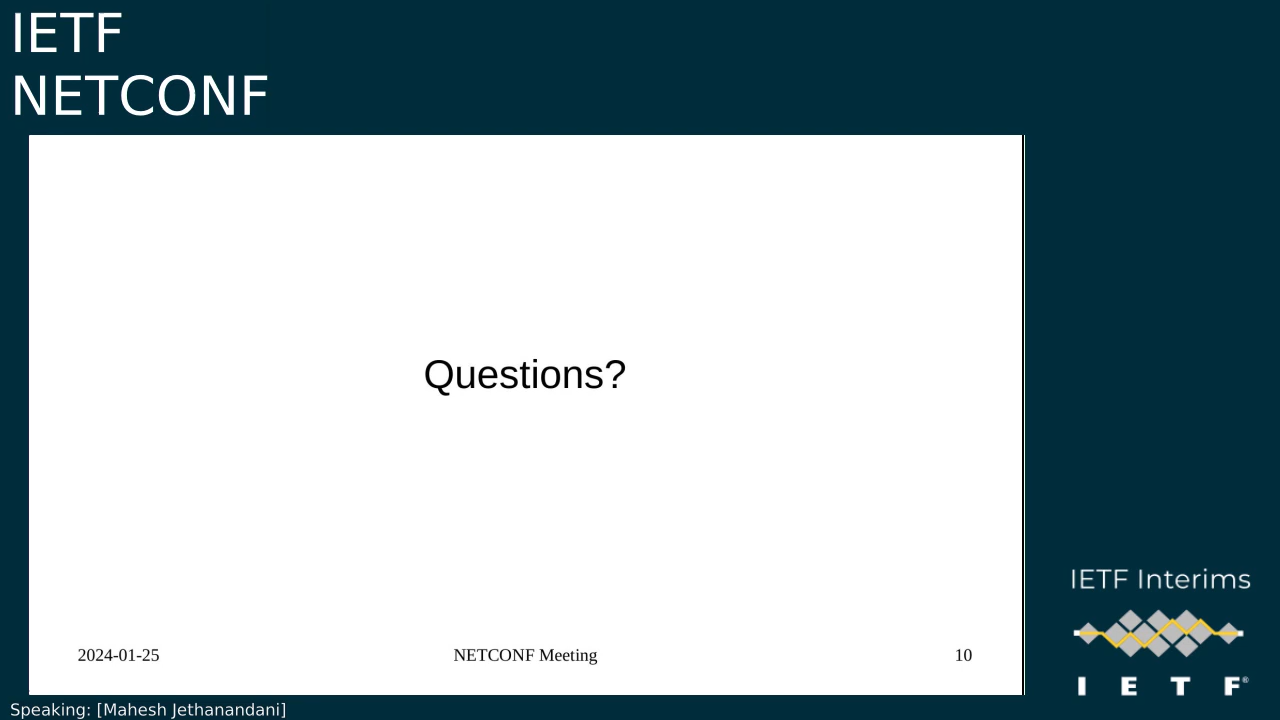 IETF
NETCONF
Questions?
2024-01-25 NETCONF Meeting 10
IETF Interims
I E T F®
Speaking: [Mahesh Jethanandani]